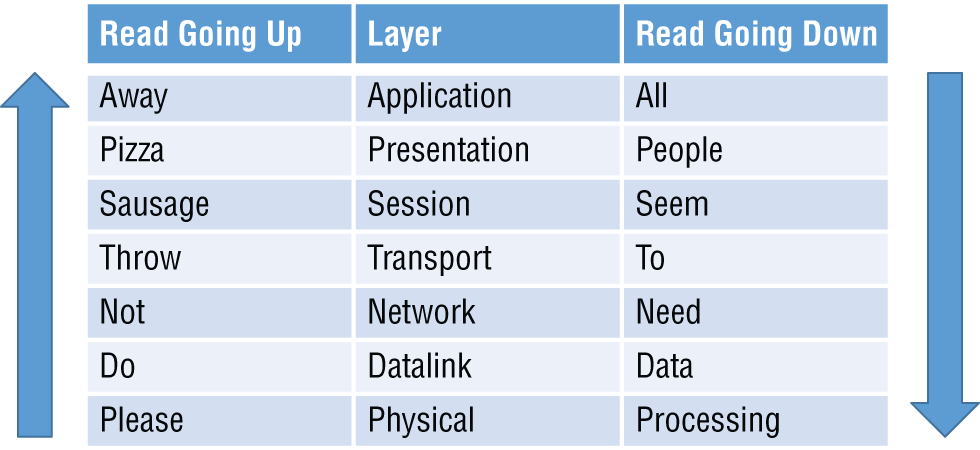 Read Going Up Layer Read Going Down
Away Application All
Pizza Presentation People
Sausage Session Seem
Throw Transport To
Not Network Need
Do Datalink Data
Please Physical Processing